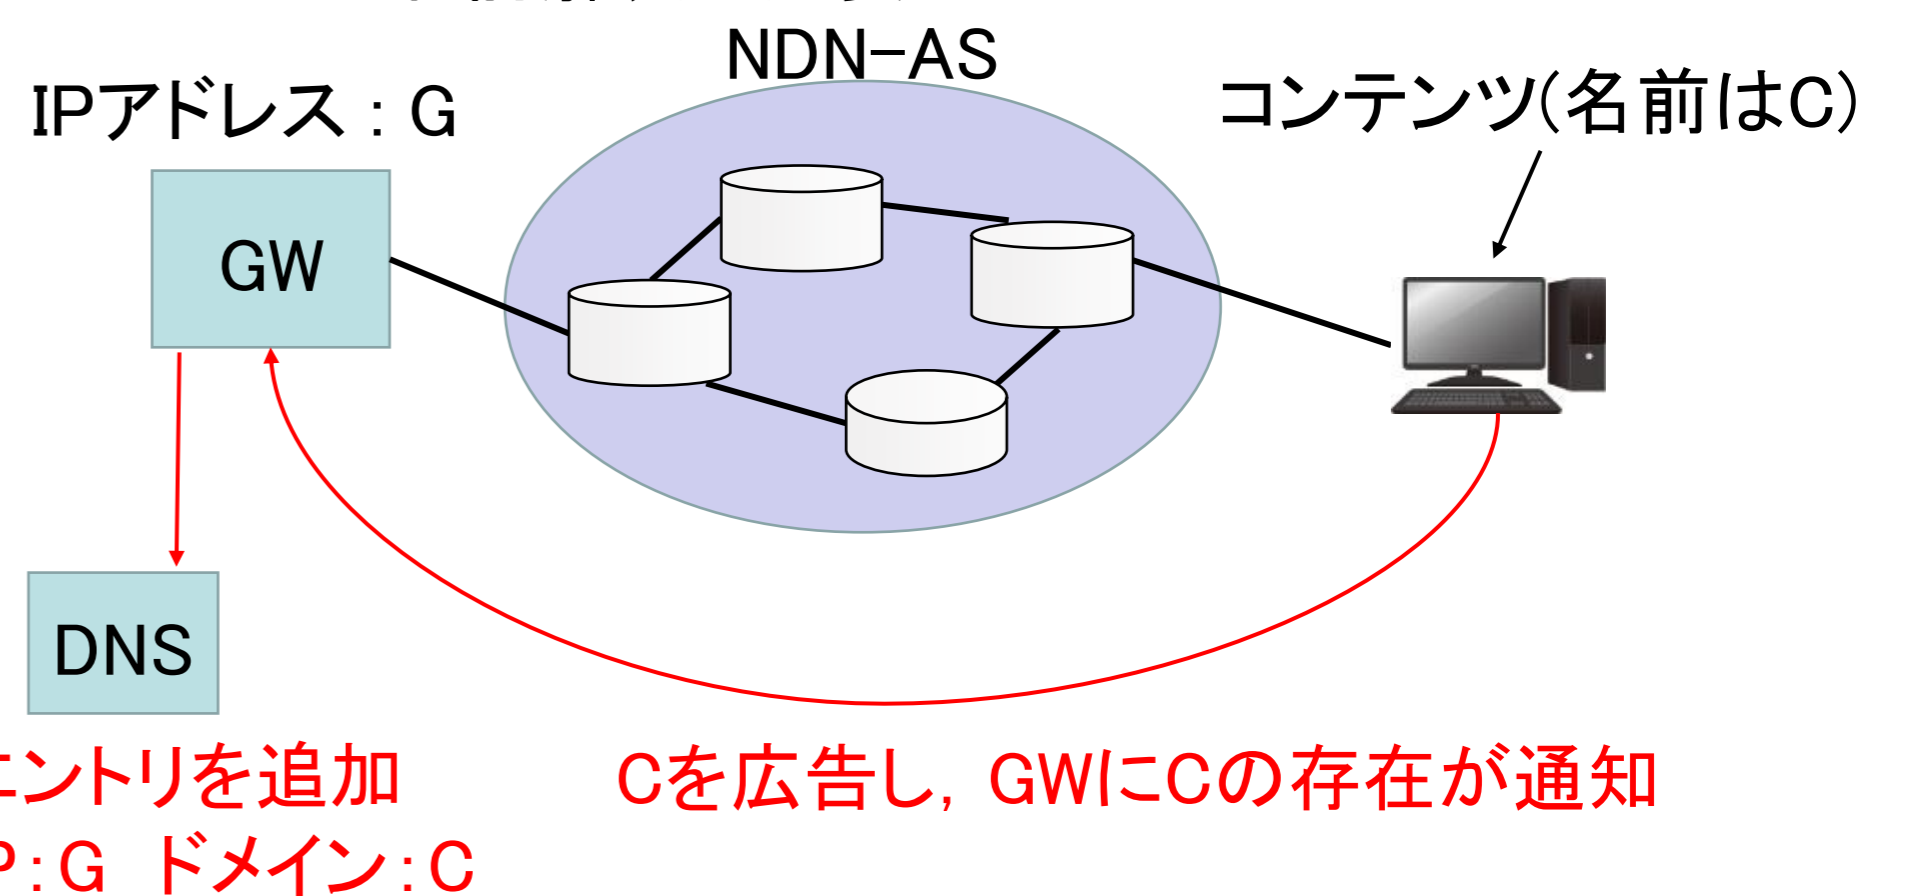 NDN-AS
IPアドレス：G
コンテンツ(名前はC)
GW
DNS
エントリを追加
Cを広告し, GWにCの存在が通知
P：G ドメイン：C